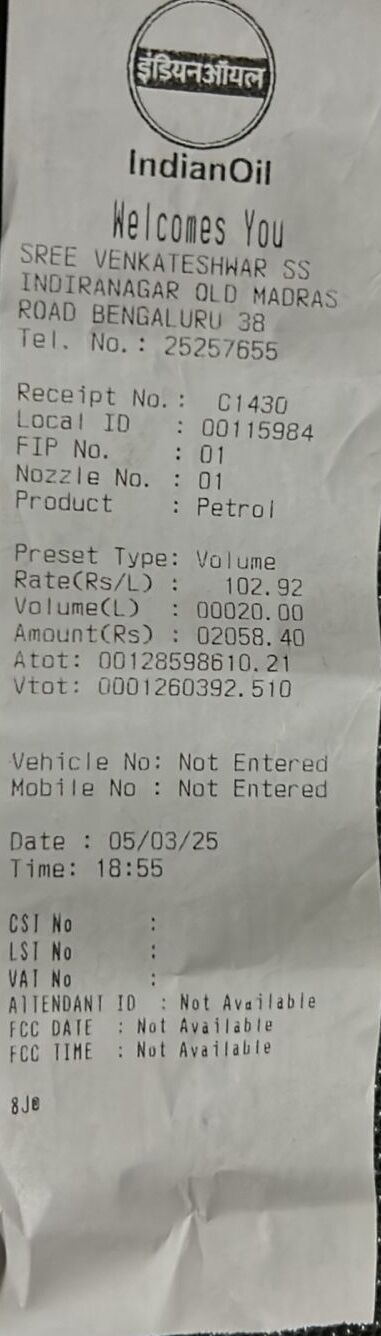 इंडियनऑयल
IndianOil
Welcomes You
SREE VENKATESHWAR SS
INDIRANAGAR OLD MADRAS
ROAD BENGALURU 38
Tel. No.: 25257655
Receipt No.: C1430
Local ID : 00115984
FIP No. : 01
Nozzle No. : 01
Product : Petrol
Preset Type: Volume
Rate(Rs/L) : 102.92
Volume(L) : 00020.00
Amount(Rs) : 02058.40
Atot: 00128598610.21
Vtot: 0001260392.510
Vehicle No: Not Entered
Mobile No : Not Entered
Date : 05/03/25
Time: 18:55
CST No :
LST No :
VAT No :
ATTENDANT ID : Not Available
FCC DATE : Not Available
FCC TIME : Not Available